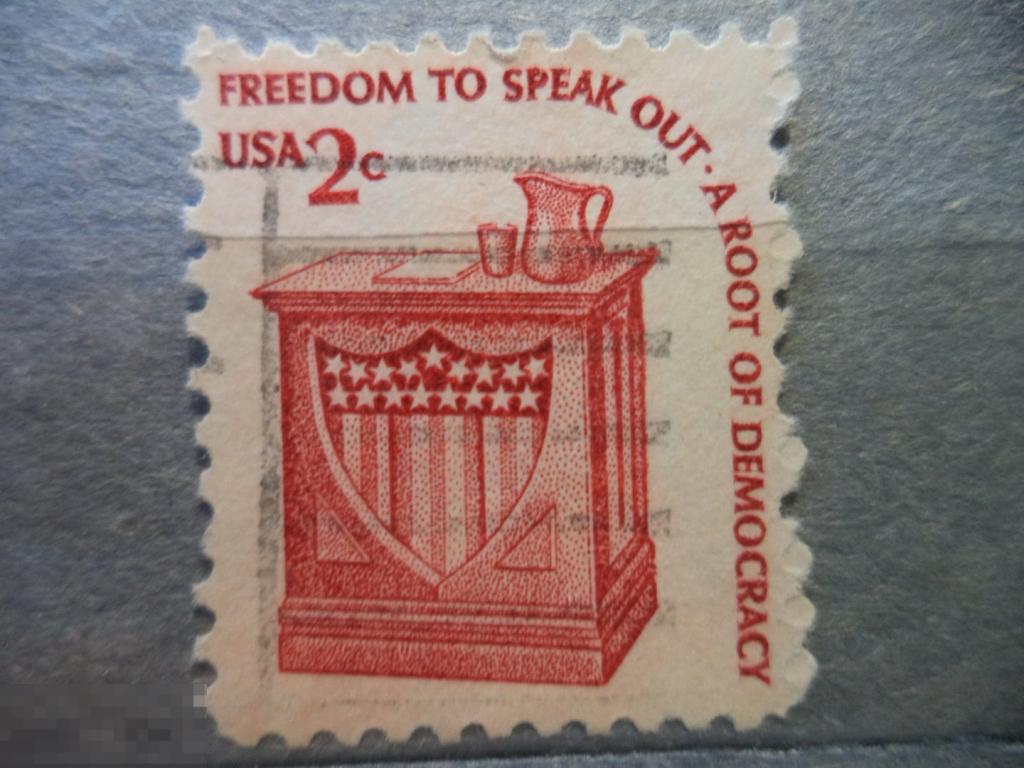 FREEDOM TO SPEAK OUT · A ROOT OF DEMOCRACY
USA 2c